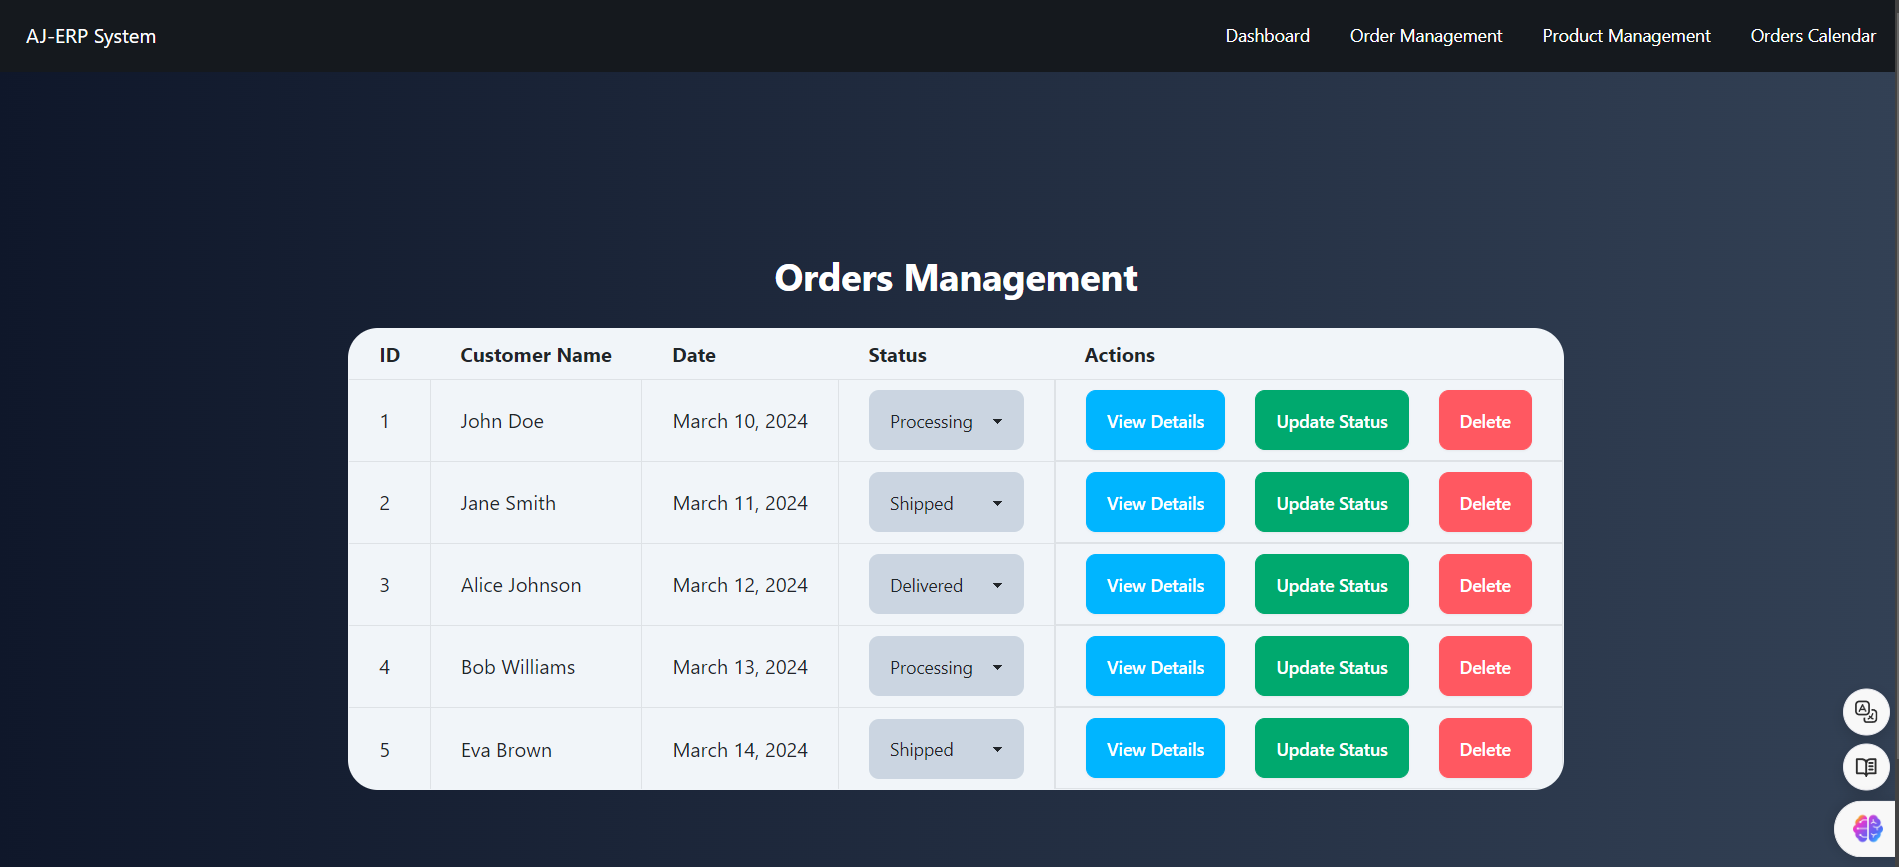 AJ-ERP System Dashboard Order Management Product Management Orders Calendar
Orders Management
ID Customer Name Date Status Actions
1 John Doe March 10, 2024 Processing View Details Update Status Delete
2 Jane Smith March 11, 2024 Shipped View Details Update Status Delete
3 Alice Johnson March 12, 2024 Delivered View Details Update Status Delete
4 Bob Williams March 13, 2024 Processing View Details Update Status Delete
5 Eva Brown March 14, 2024 Shipped View Details Update Status Delete